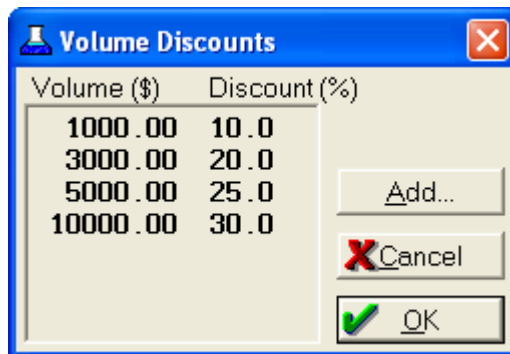 Volume Discounts
Volume ($) Discount (%)
1000.00 10.0
3000.00 20.0
5000.00 25.0
10000.00 30.0
Add...
Cancel
OK